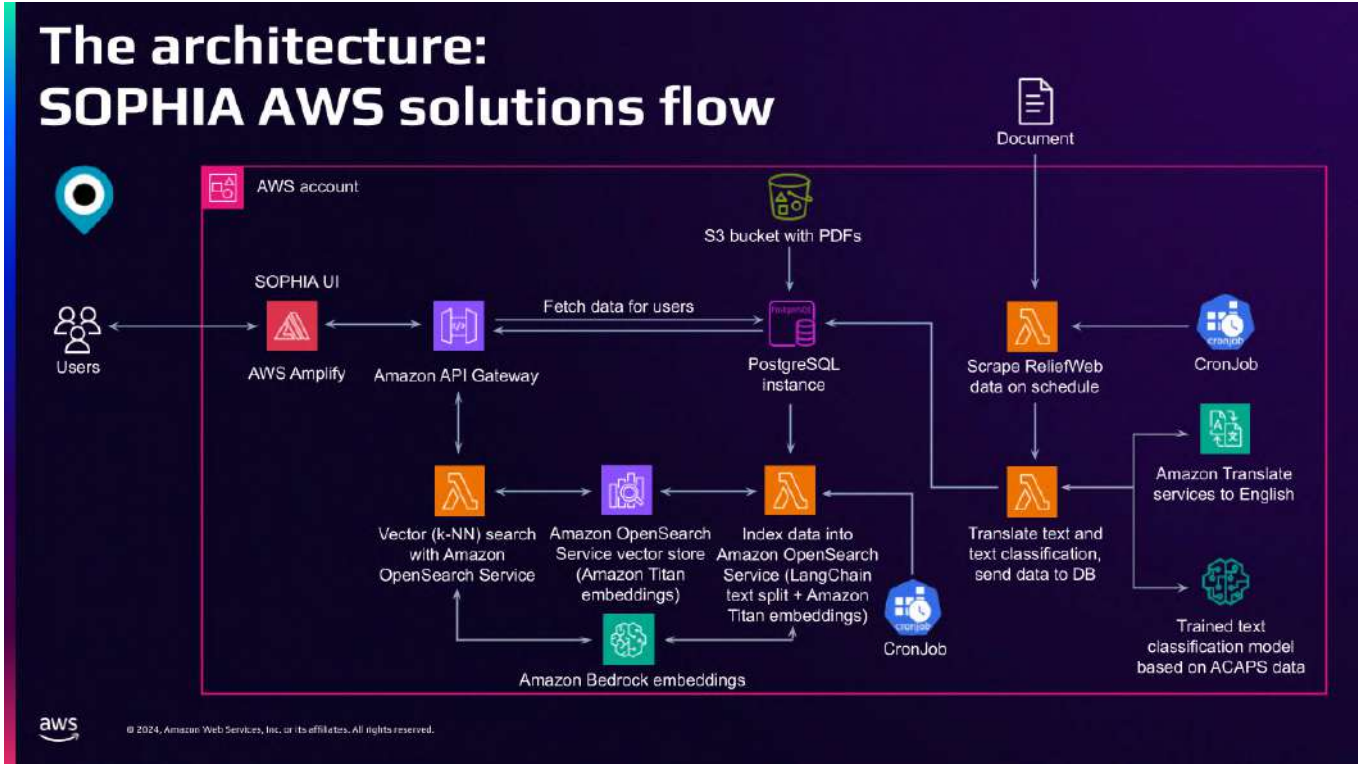 The architecture:
SOPHIA AWS solutions flow
Document
AWS account
S3 bucket with PDFs
SOPHIA UI
Fetch data for users
PostgreSQL
cronjob
Users
AWS Amplify
Amazon API Gateway
PostgreSQL
instance
Scrape ReliefWeb
data on schedule
CronJob
Vector (k-NN) search
with Amazon
OpenSearch Service
Amazon OpenSearch
Service vector store
(Amazon Titan
embeddings)
Index data into
Amazon OpenSearch
Service (LangChain
text split + Amazon
Titan embeddings)
cronjob
CronJob
Translate text and
text classification,
send data to DB
A
文
Amazon Translate
services to English
Trained text
classification model
based on ACAPS data
Amazon Bedrock embeddings
aws
© 2024, Amazon Web Services, Inc. or its affiliates. All rights reserved.